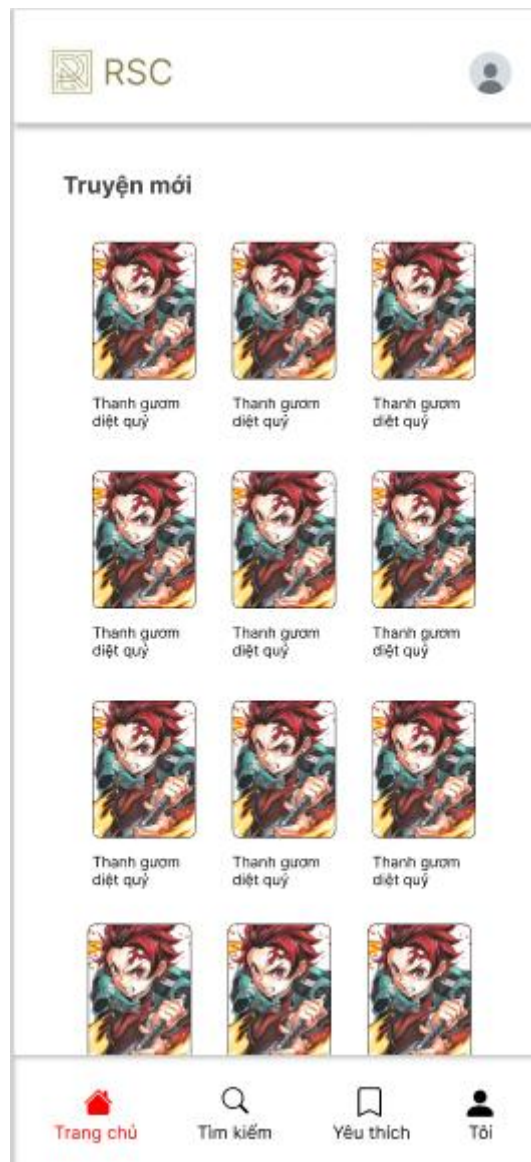 RSC
Truyện mới
Thanh gươm
diệt quỷ
Thanh gươm
diệt quỷ
Thanh gươm
diệt quỷ
Thanh gươm
diệt quỷ
Thanh gươm
diệt quỷ
Thanh gươm
diệt quỷ
Thanh gươm
diệt quỷ
Thanh gươm
diệt quỷ
Thanh gươm
diệt quỷ
Trang chủ
Tìm kiếm
Yêu thích
Tôi